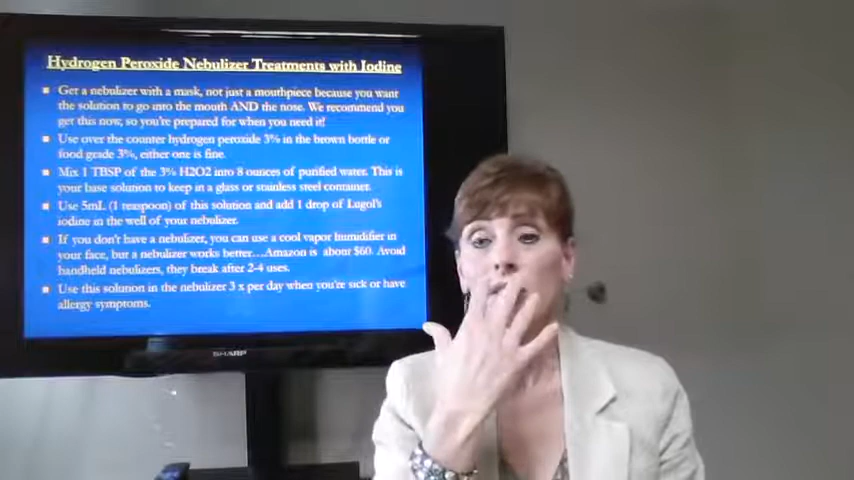 Hydrogen Peroxide Nebulizer Treatments with Iodine
Get a nebulizer with a mask, not just a mouthpiece because you want
the solution to go into the mouth AND the nose. We recommend you
get this now, so you're prepared for when you need it!
Use over the counter hydrogen peroxide 3% in the brown bottle or
food grade 3%, either one is fine.
Mix 1 TBSP of the 3% H2O2 into 8 ounces of purified water. This is
your base solution to keep in a glass or stainless steel container.
Use 5mL (1 teaspoon) of this solution and add 1 drop of Lugol's
iodine in the well of your nebulizer.
If you don't have a nebulizer, you can use a cool vapor humidifier in
your face, but a nebulizer works better…Amazon is about $60. Avoid
handheld nebulizers, they break after 2-4 uses.
Use this solution in the nebulizer 3 x per day when you're sick or have
allergy symptoms.
SHARP